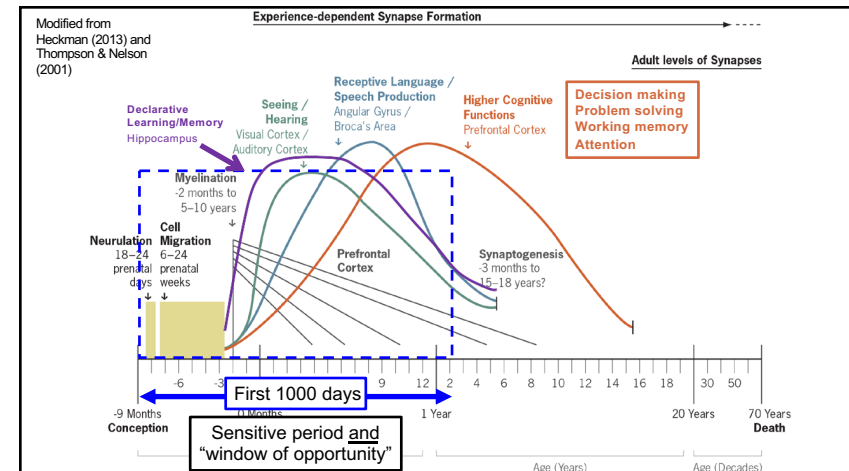 Experience-dependent Synapse Formation
Modified from
Heckman (2013) and
Thompson & Nelson
(2001)
Adult levels of Synapses
Receptive Language /
Speech Production
Angular Gyrus /
Broca's Area
Seeing /
Hearing
Visual Cortex /
Auditory Cortex
Higher Cognitive
Functions
Prefrontal Cortex
Decision making
Problem solving
Working memory
Attention
Declarative
Learning/Memory
Hippocampus
Myelination
-2 months to
5–10 years
Cell
Migration
6–24
prenatal
weeks
Neurulation
18–24
prenatal
days
Prefrontal
Cortex
Synaptogenesis
-3 months to
15–18 years?
-6 -3 9 12 2 4 6 8 10 12 14 16 18 30 50
First 1000 days
-9 Months
Conception
0 Months
1 Year
20 Years
70 Years
Death
Sensitive period and
“window of opportunity”
Age (Years)
Age (Decades)